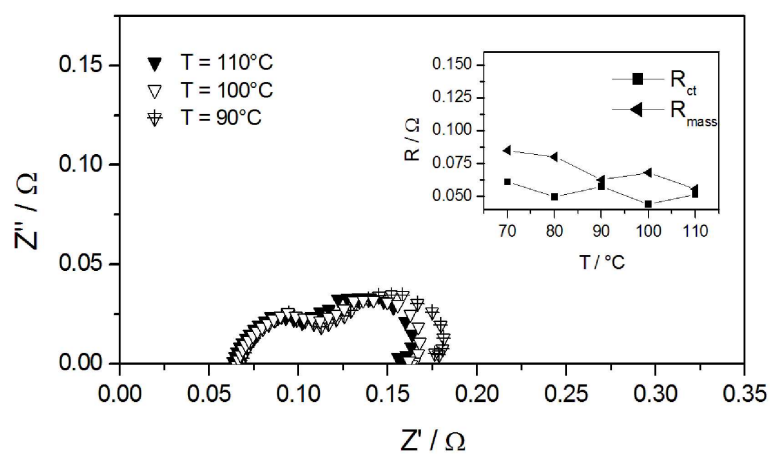 T = 110°C
T = 100°C
T = 90°C
0.15
0.10
0.05
0.00
Z'' / Ω
0.00 0.05 0.10 0.15 0.20 0.25 0.30 0.35
Z' / Ω
0.150
0.125
0.100
0.075
0.050
R / Ω
Rct
Rmass
70 80 90 100 110
T / °C